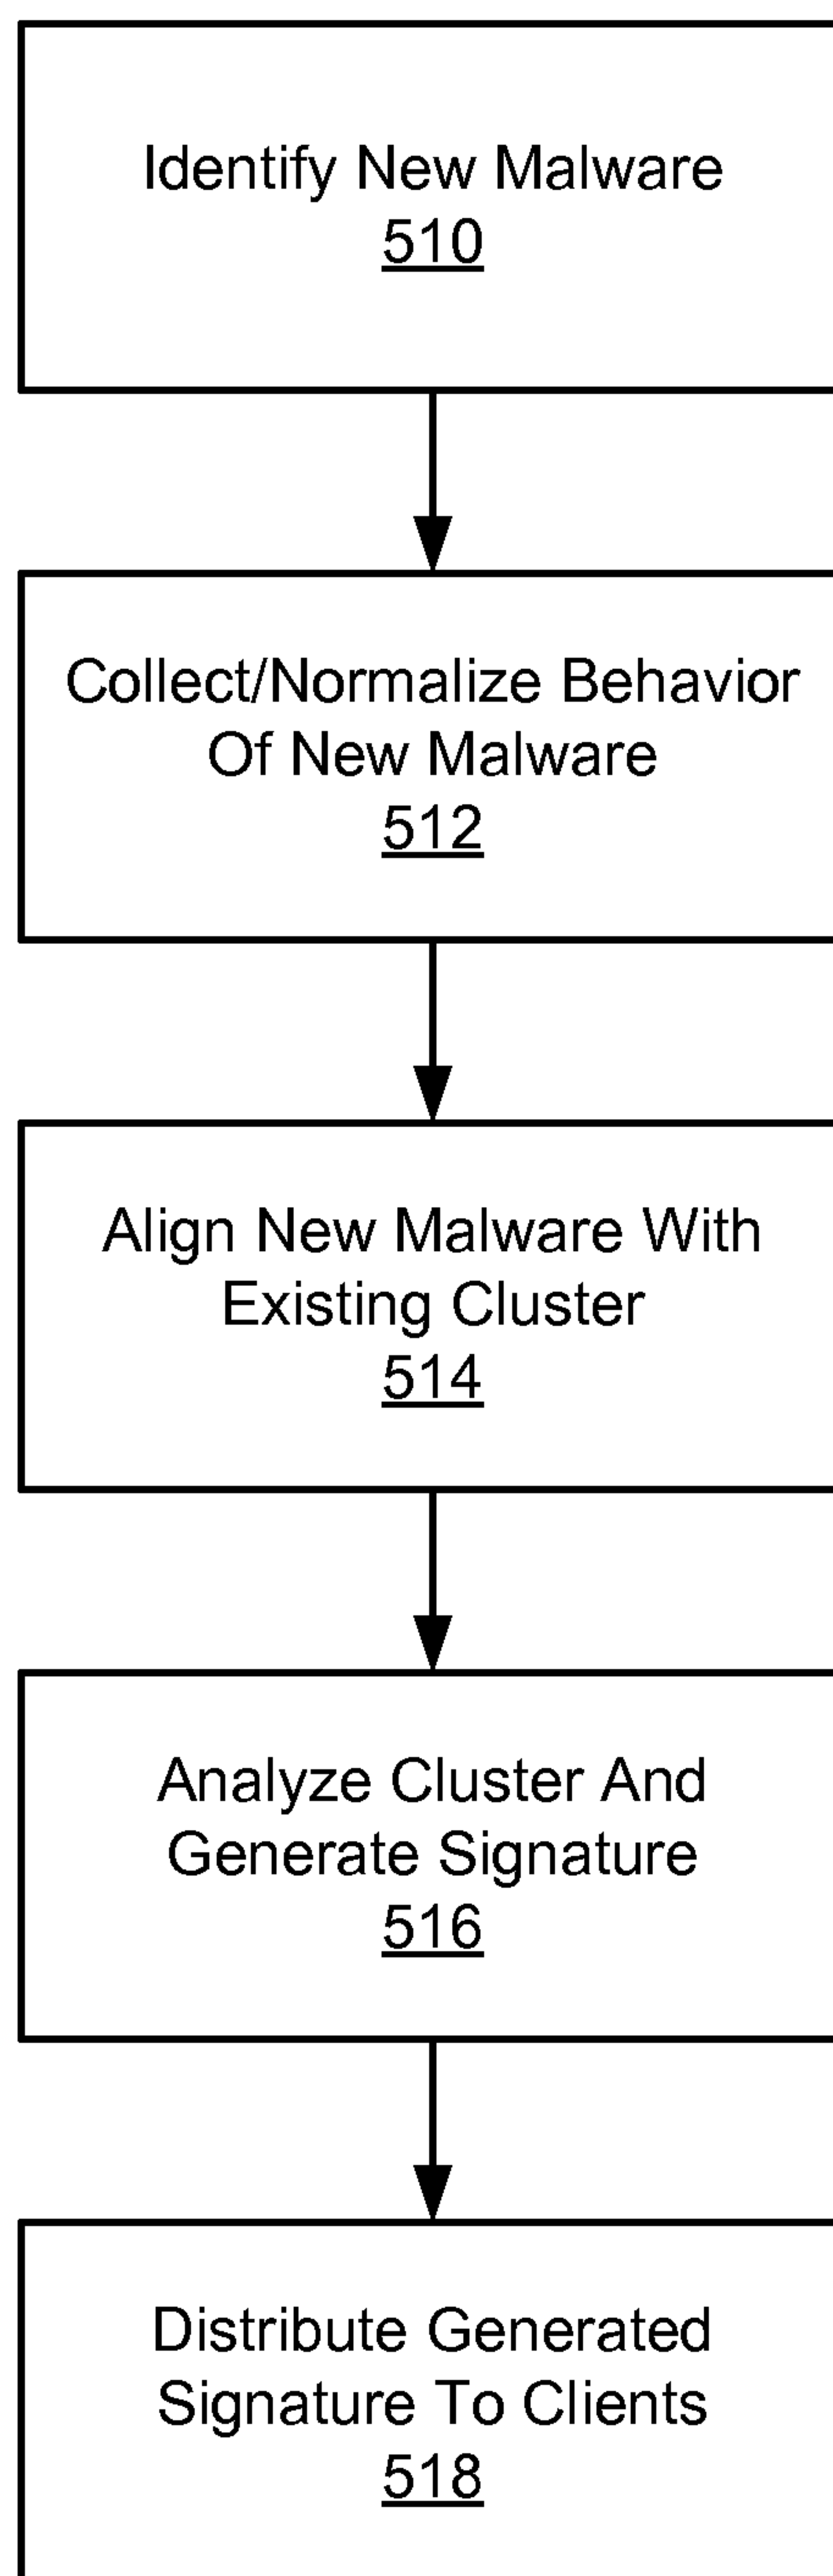 Identify New Malware
510
Collect/Normalize Behavior
Of New Malware
512
Align New Malware With
Existing Cluster
514
Analyze Cluster And
Generate Signature
516
Distribute Generated
Signature To Clients
518